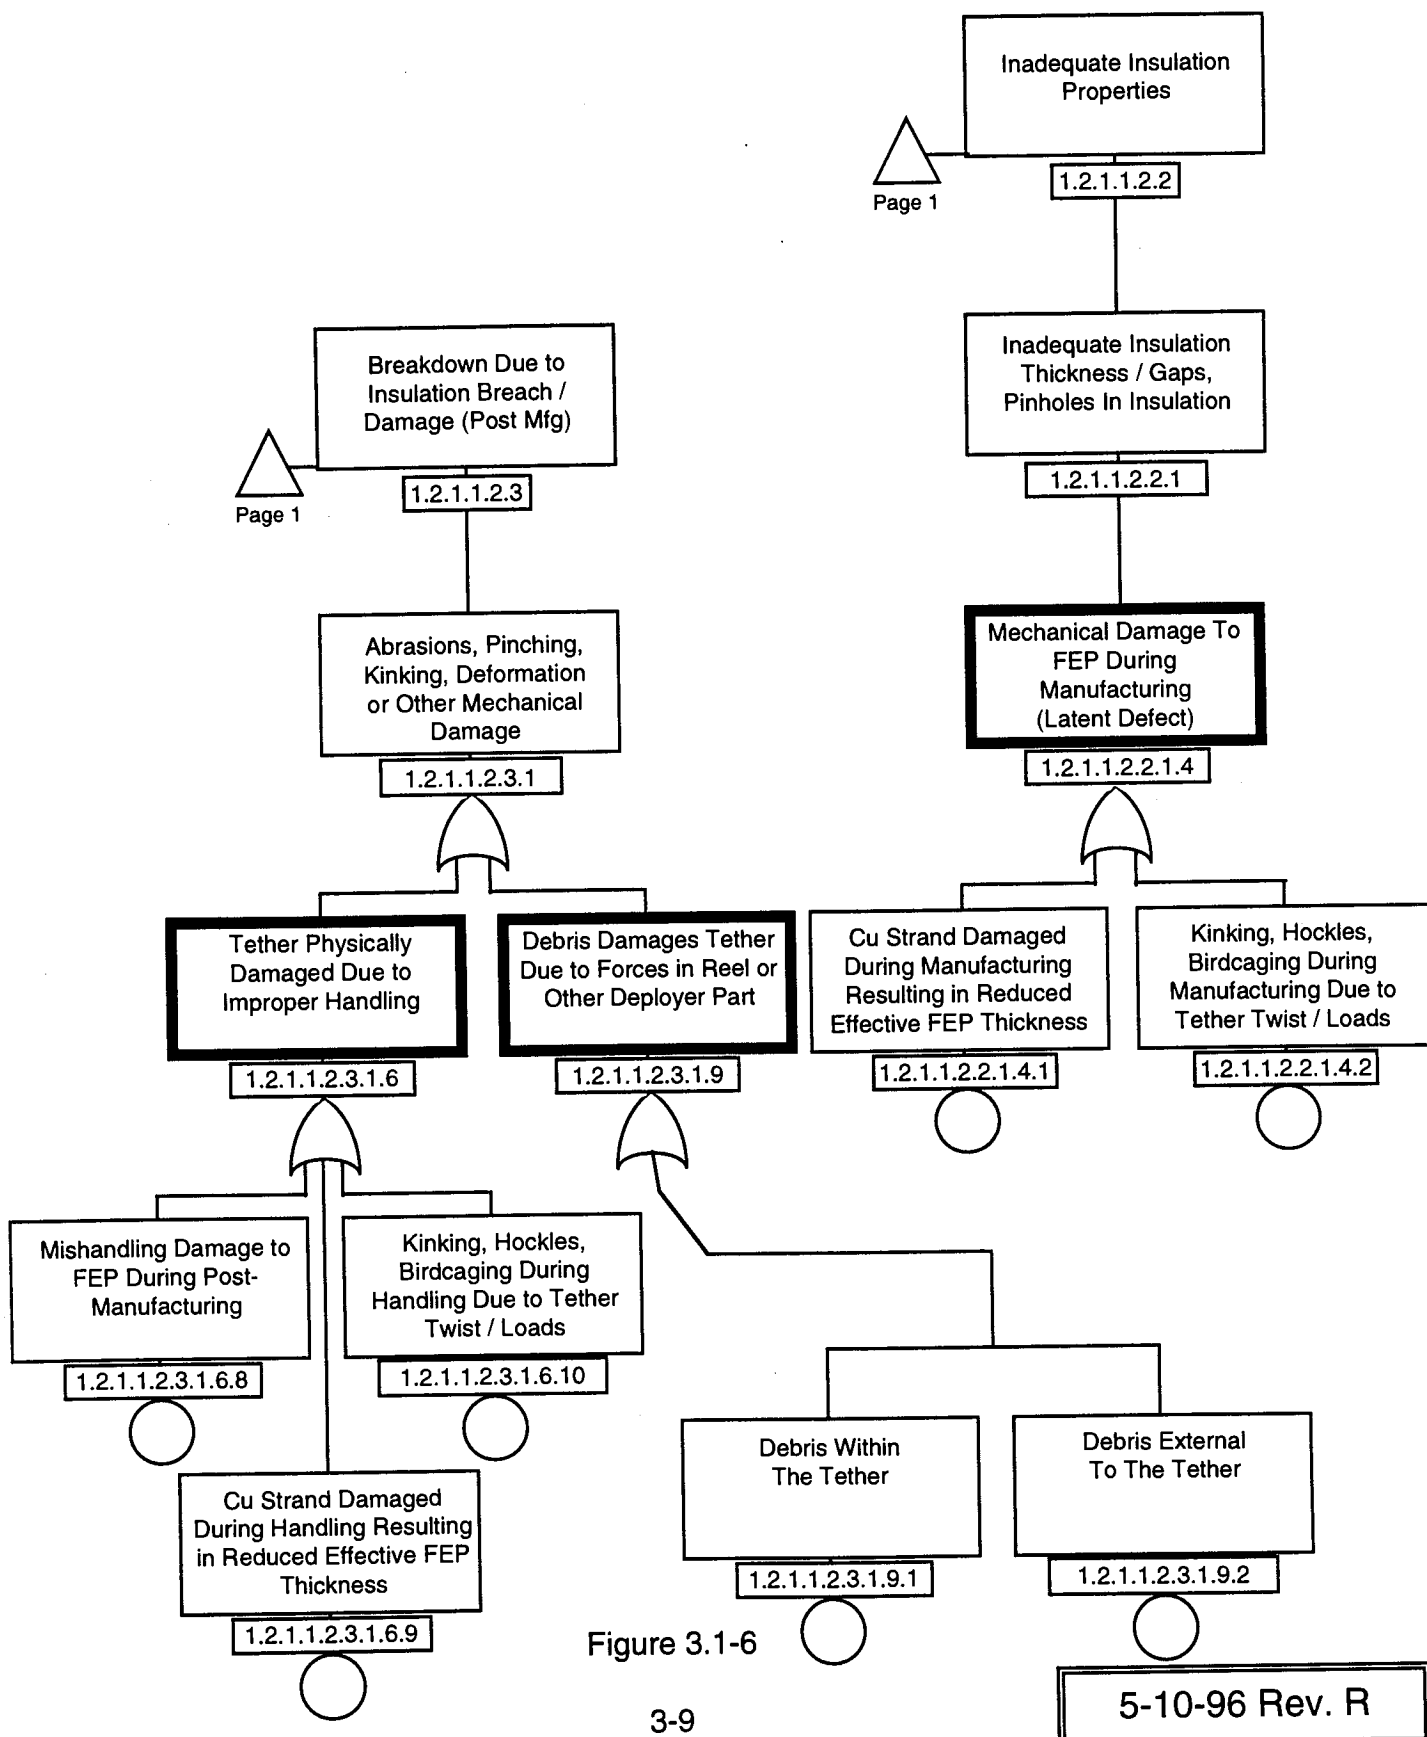 Inadequate Insulation
Properties
Page 1
1.2.1.1.2.2
Breakdown Due to
Insulation Breach /
Damage (Post Mfg)
Page 1
1.2.1.1.2.3
Inadequate Insulation
Thickness / Gaps,
Pinholes In Insulation
1.2.1.1.2.2.1
Abrasions, Pinching,
Kinking, Deformation
or Other Mechanical
Damage
1.2.1.1.2.3.1
Mechanical Damage To
FEP During
Manufacturing
(Latent Defect)
1.2.1.1.2.2.1.4
Tether Physically
Damaged Due to
Improper Handling
1.2.1.1.2.3.1.6
Debris Damages Tether
Due to Forces in Reel or
Other Deployer Part
1.2.1.1.2.3.1.9
Cu Strand Damaged
During Manufacturing
Resulting in Reduced
Effective FEP Thickness
1.2.1.1.2.2.1.4.1
Kinking, Hockles,
Birdcaging During
Manufacturing Due to
Tether Twist / Loads
1.2.1.1.2.2.1.4.2
Mishandling Damage to
FEP During Post-
Manufacturing
1.2.1.1.2.3.1.6.8
Kinking, Hockles,
Birdcaging During
Handling Due to Tether
Twist / Loads
1.2.1.1.2.3.1.6.10
Cu Strand Damaged
During Handling Resulting
in Reduced Effective FEP
Thickness
1.2.1.1.2.3.1.6.9
Debris Within
The Tether
1.2.1.1.2.3.1.9.1
Debris External
To The Tether
1.2.1.1.2.3.1.9.2
Figure 3.1-6
3-9
5-10-96 Rev. R